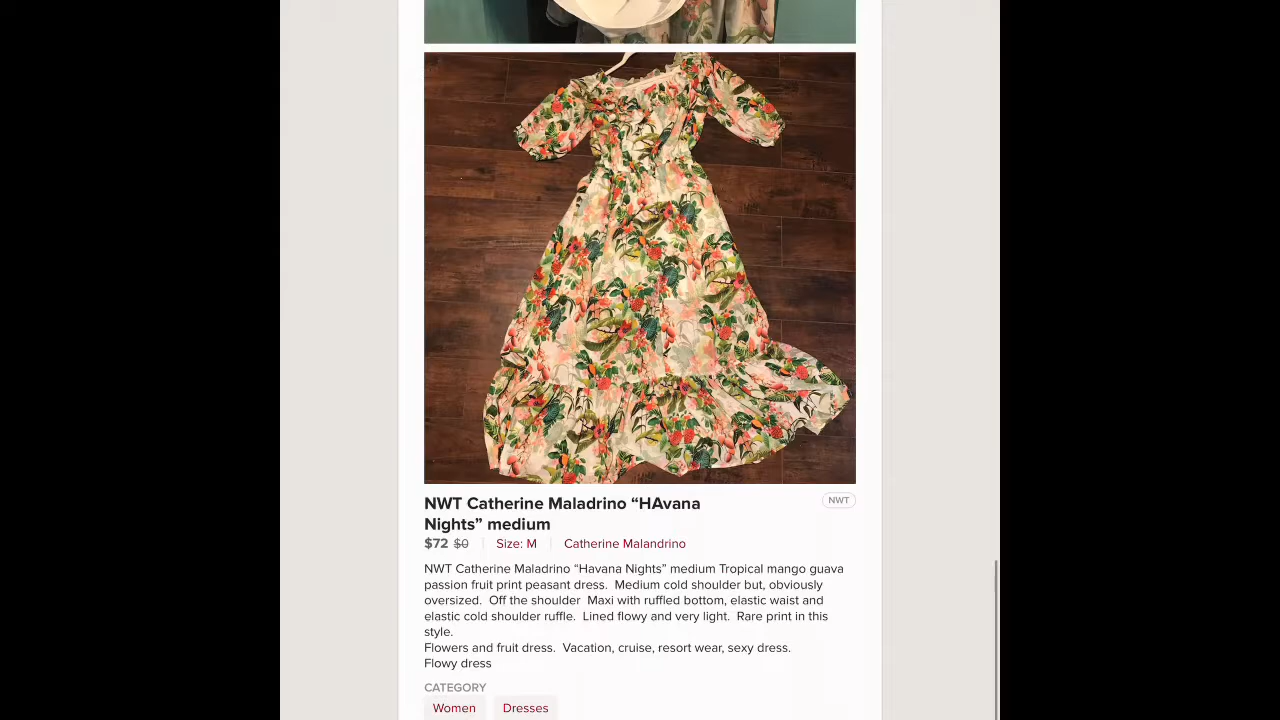 NWT Catherine Maladrino “HAvana
Nights” medium
NWT
$72 $0 Size: M Catherine Malandrino
NWT Catherine Maladrino “Havana Nights” medium Tropical mango guava
passion fruit print peasant dress. Medium cold shoulder but, obviously
oversized. Off the shoulder Maxi with ruffled bottom, elastic waist and
elastic cold shoulder ruffle. Lined flowy and very light. Rare print in this
style.
Flowers and fruit dress. Vacation, cruise, resort wear, sexy dress.
Flowy dress
CATEGORY
Women Dresses